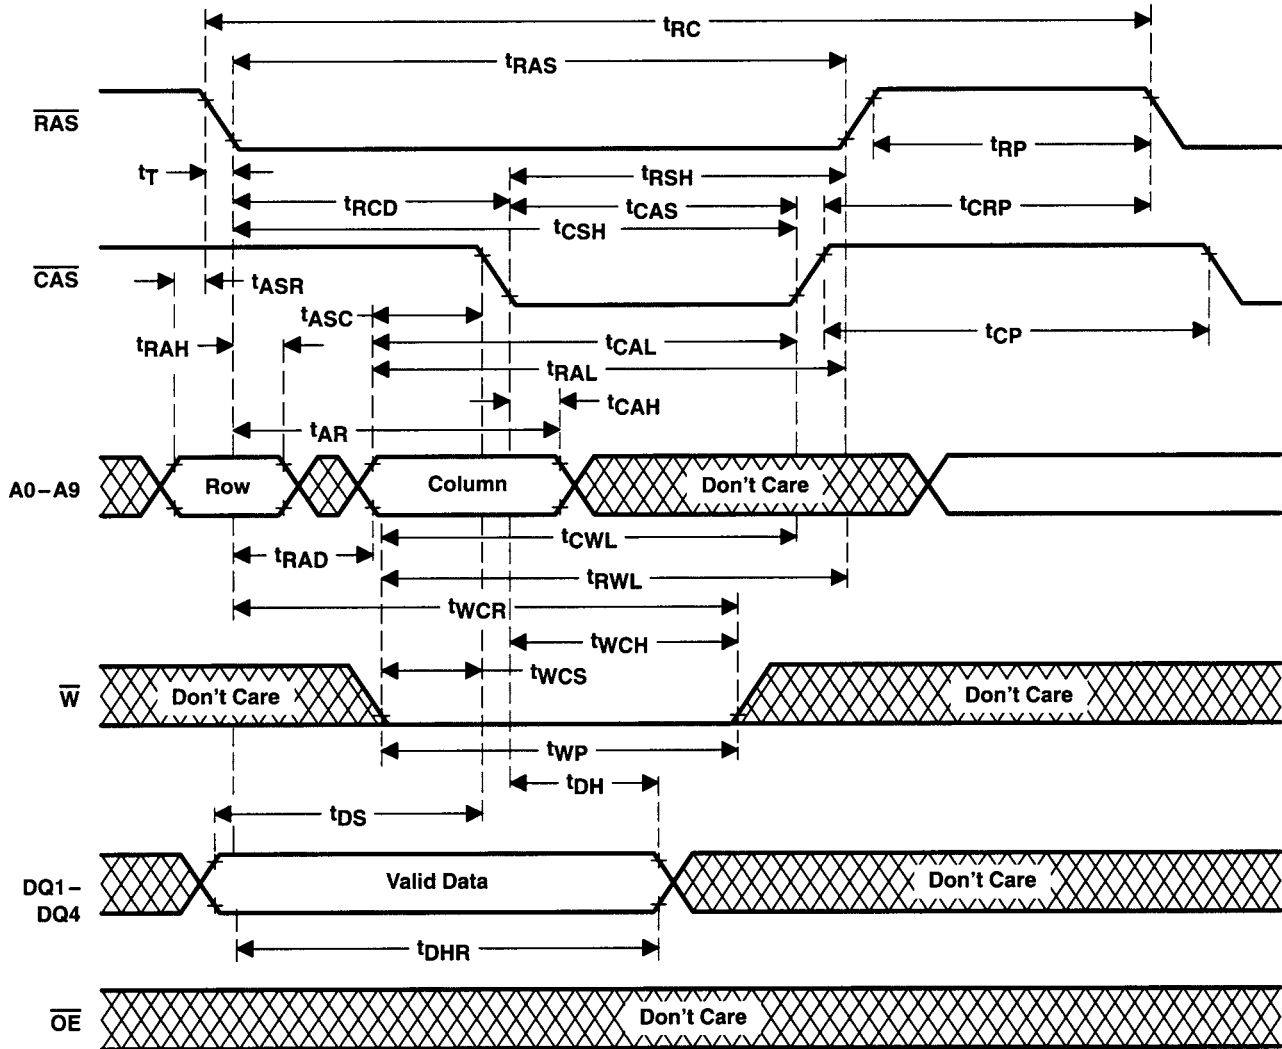 tRC
tRAS
RAS
tT
tRP
tRSH
tRCD
tCAS
tCRP
tCSH
CAS
tASR
tASC
tRAH
tCAL
tCP
tRAL
tCAH
tAR
A0–A9
Row
Column
Don't Care
tCWL
tRAD
tRWL
tWCR
tWCH
tWCS
W
Don't Care
Don't Care
tWP
tDH
tDS
DQ1–
DQ4
Valid Data
Don't Care
tDHR
OE
Don't Care